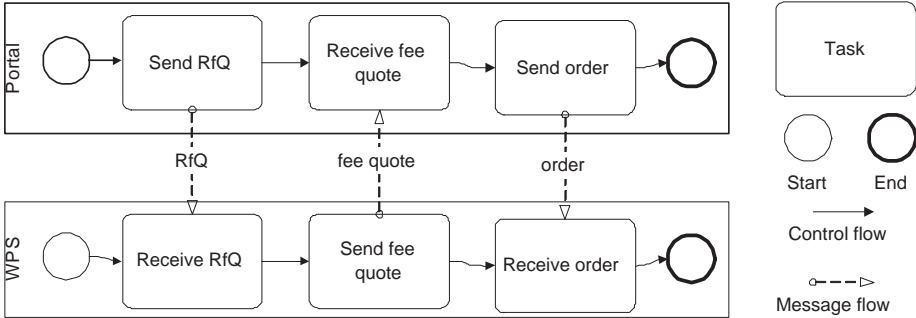 Portal
Send RfQ
Receive fee
quote
Send order
RfQ
fee quote
order
WPS
Receive RfQ
Send fee
quote
Receive order
Task
Start
End
Control flow
Message flow